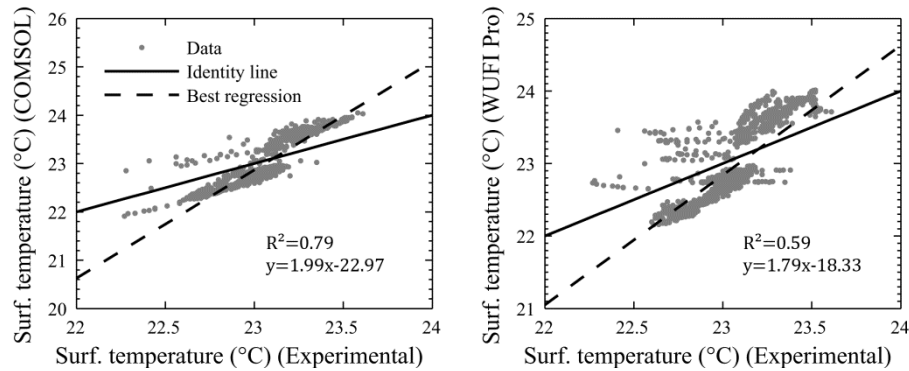 Surf. temperature (°C) (COMSOL)
26
25
24
23
22
21
20
Data
Identity line
Best regression
R²=0.79
y=1.99x-22.97
22
22.5
23
23.5
24
Surf. temperature (°C) (Experimental)
Surf. temperature (°C) (WUFI Pro)
25
24
23
22
21
R²=0.59
y=1.79x-18.33
22
22.5
23
23.5
24
Surf. temperature (°C) (Experimental)